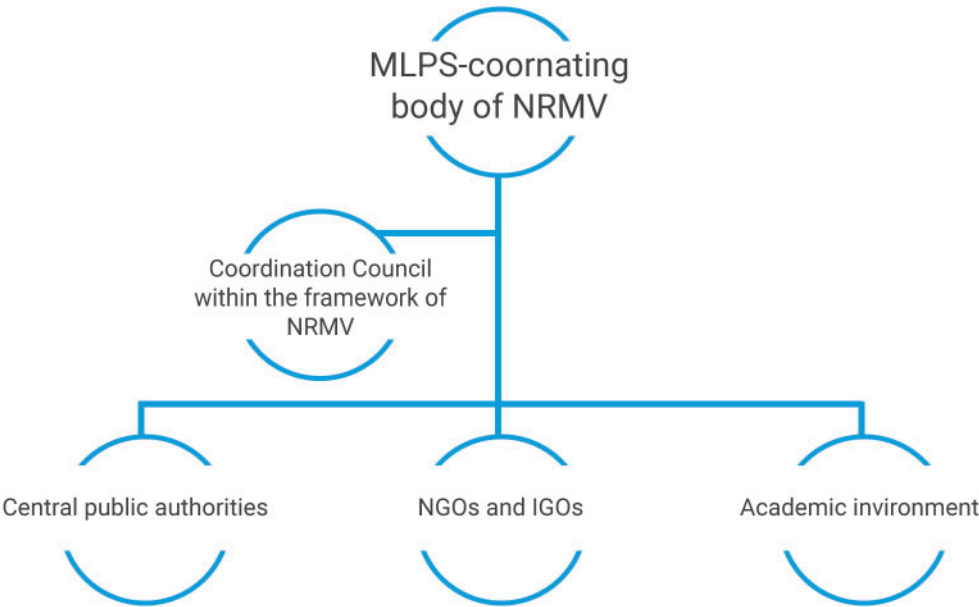 MLPS-coornating
body of NRMV
Coordination Council
within the framework of
NRMV
Central public authorities
NGOs and IGOs
Academic invironment